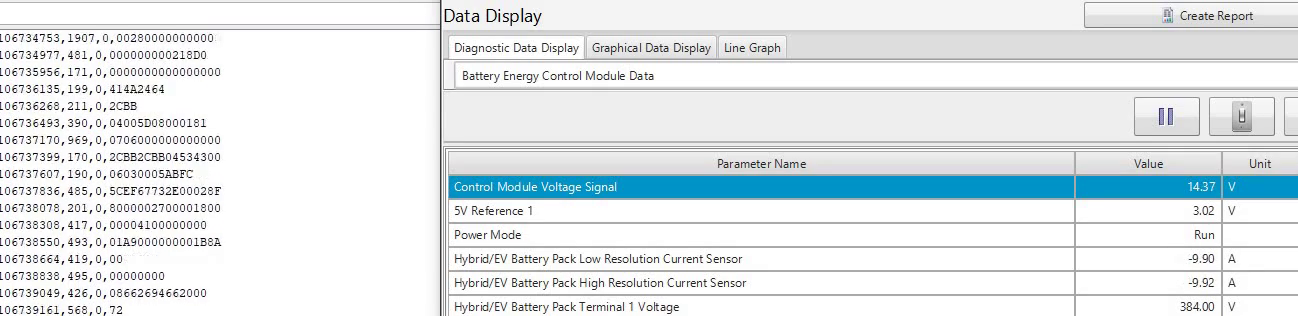 106734753,1907,0,00280000000000
106734977,481,0,000000000218D0
106735956,171,0,0000000000000000
106736135,199,0,414A2464
106736268,211,0,2CBB
106736493,390,0,04005D08000181
106737170,969,0,0706000000000000
106737399,170,0,2CBB2CBB04534300
106737607,190,0,06030005ABFC
106737836,485,0,5CEF67732E00028F
106738078,201,0,8000002700001800
106738308,417,0,00004100000000
106738550,493,0,01A9000000001B8A
106738664,419,0,00
106738838,495,0,00000000
106739049,426,0,08662694662000
106739161,568,0,72
Data Display
Create Report
Diagnostic Data Display Graphical Data Display Line Graph
Battery Energy Control Module Data
Parameter Name Value Unit
Control Module Voltage Signal 14.37 V
5V Reference 1 3.02 V
Power Mode Run
Hybrid/EV Battery Pack Low Resolution Current Sensor -9.90 A
Hybrid/EV Battery Pack High Resolution Current Sensor -9.92 A
Hybrid/EV Battery Pack Terminal 1 Voltage 384.00 V